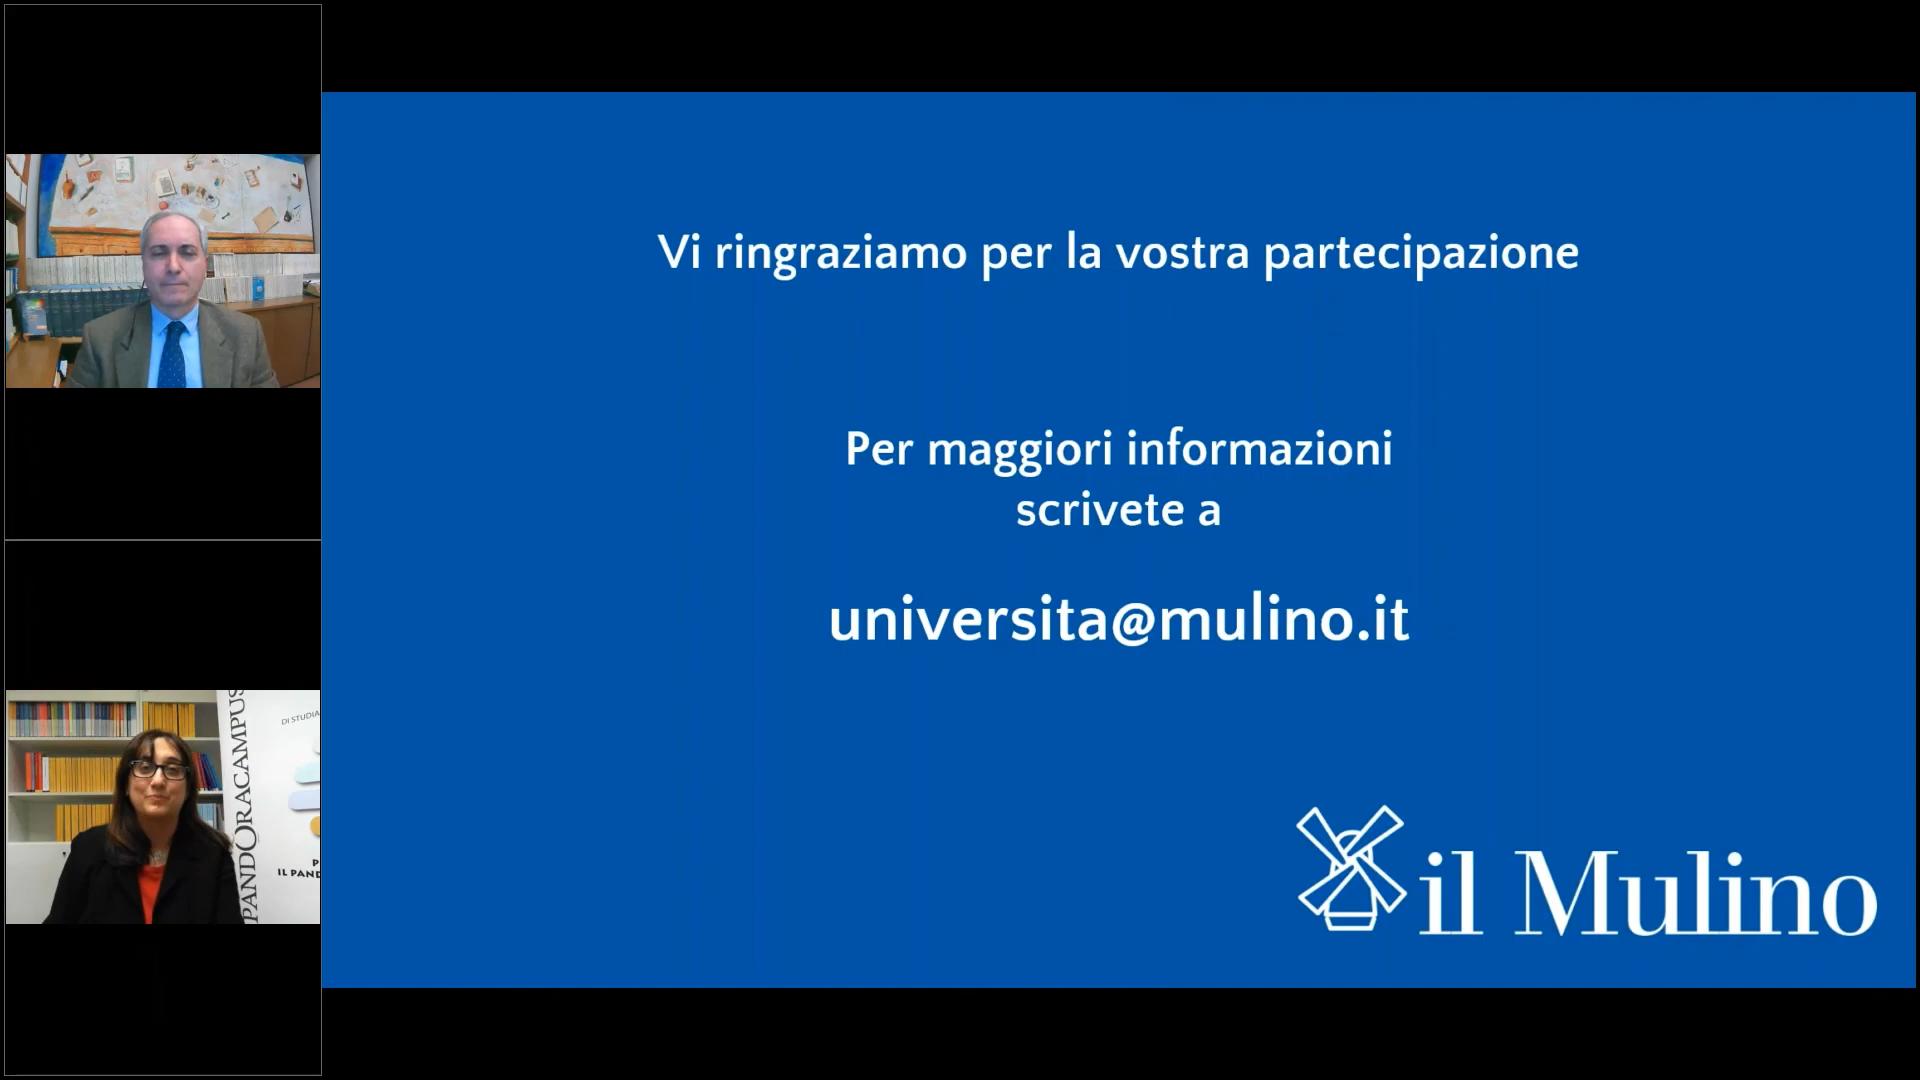 Vi ringraziamo per la vostra partecipazione
Per maggiori informazioni
scrivete a
universita@mulino.it
il Mulino
PANDORACAMPUS
DI STUDIA
P
IL PAND